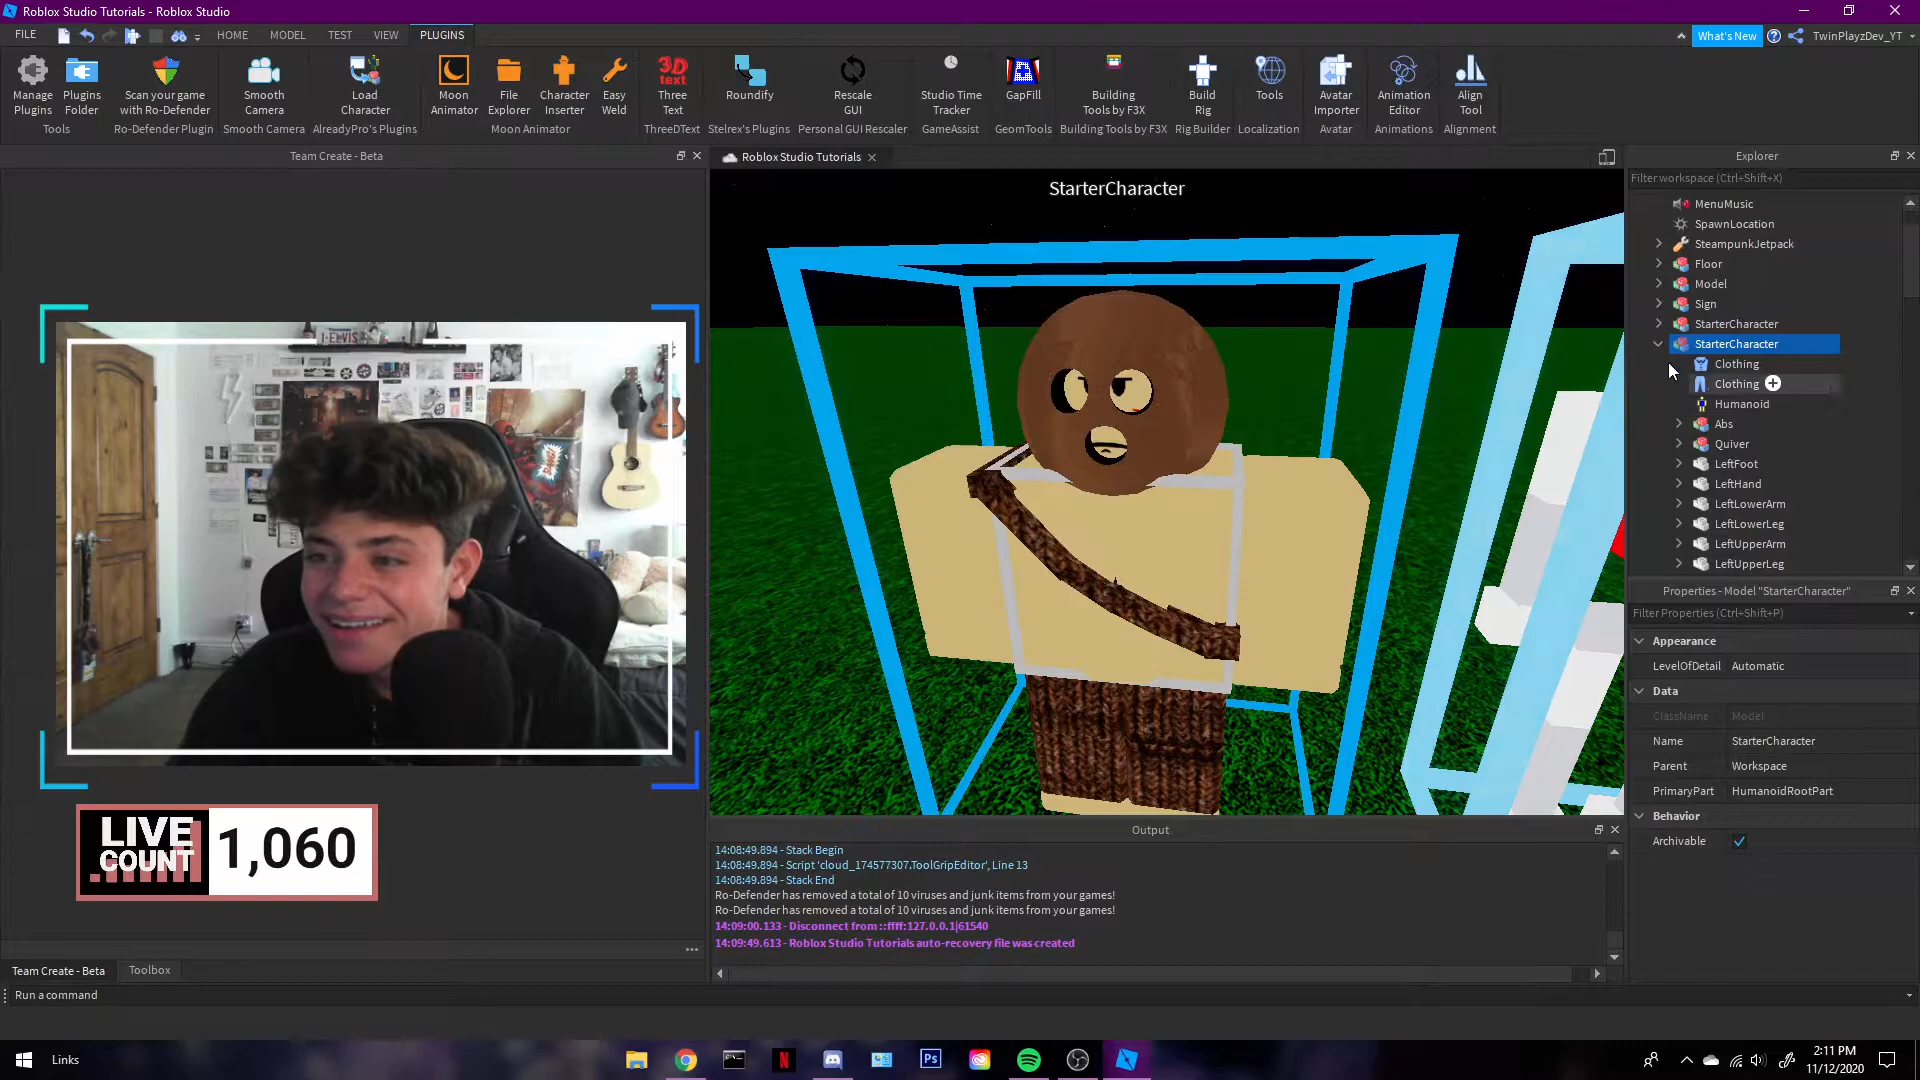 Roblox Studio Tutorials - Roblox Studio
FILE HOME MODEL TEST VIEW PLUGINS What's New TwinPlayzDev_YT
Manage Plugins
Plugins Folder
Tools
Scan your game with Ro-Defender
Ro-Defender Plugin
Smooth Camera
Smooth Camera
Load Character
AlreadyPro's Plugins
Moon Animator
File Explorer
Character Inserter
Easy Weld
Moon Animator
3D text
Three Text
ThreeDText
Roundify
Stelrex's Plugins
Rescale GUI
Personal GUI Rescaler
Studio Time Tracker
GameAssist
GapFill
GeomTools
Building Tools by F3X
Building Tools by F3X
Build Rig
Rig Builder
Tools
Localization
Avatar Importer
Avatar
Animation Editor
Animations
Align Tool
Alignment
Team Create - Beta
LIVE COUNT 1,060
Team Create - Beta Toolbox
Run a command
Roblox Studio Tutorials
StarterCharacter
Output
14:08:49.894 - Stack Begin
14:08:49.894 - Script 'cloud_174577307.ToolGripEditor', Line 13
14:08:49.894 - Stack End
Ro-Defender has removed a total of 10 viruses and junk items from your games!
Ro-Defender has removed a total of 10 viruses and junk items from your games!
14:09:00.133 - Disconnect from ::ffff:127.0.0.1|61540
14:09:49.613 - Roblox Studio Tutorials auto-recovery file was created
Explorer
Filter workspace (Ctrl+Shift+X)
MenuMusic
SpawnLocation
SteampunkJetpack
Floor
Model
Sign
StarterCharacter
StarterCharacter
Clothing
Clothing
Humanoid
Abs
Quiver
LeftFoot
LeftHand
LeftLowerArm
LeftLowerLeg
LeftUpperArm
LeftUpperLeg
Properties - Model "StarterCharacter"
Filter Properties (Ctrl+Shift+P)
Appearance
LevelOfDetail Automatic
Data
ClassName Model
Name StarterCharacter
Parent Workspace
PrimaryPart HumanoidRootPart
Behavior
Archivable
Links
Ps
2:11 PM
11/12/2020